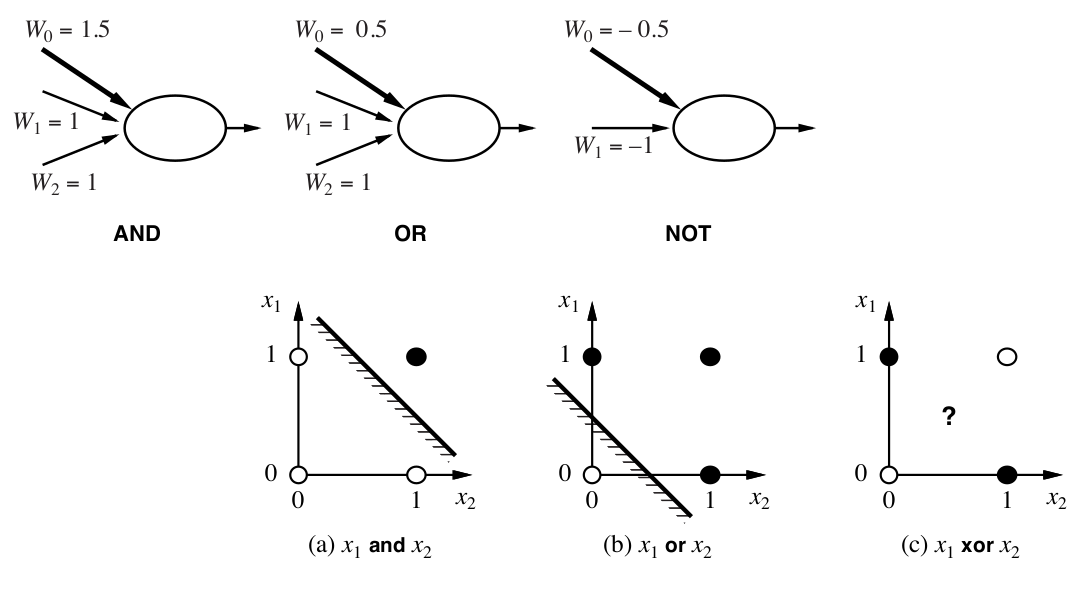 W₀ = 1.5
W₁ = 1
W₂ = 1
AND
W₀ = 0.5
W₁ = 1
W₂ = 1
OR
W₀ = – 0.5
W₁ = –1
NOT
x₁
1
0
0
1
x₂
(a) x₁ and x₂
x₁
1
0
0
1
x₂
(b) x₁ or x₂
x₁
1
?
0
0
1
x₂
(c) x₁ xor x₂